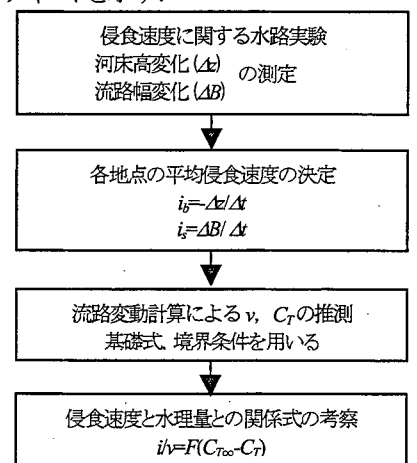 侵食速度に関する水路実験
河床高変化(Δz)
流路幅変化(ΔB) の測定
各地点の平均侵食速度の決定
i_b=-Δz/Δt
i_s=ΔB/Δt
流路変動計算によるv, C_Tの推測
基礎式, 境界条件を用いる
侵食速度と水理量との関係式の考察
i/v=F(C_T∞-C_T)